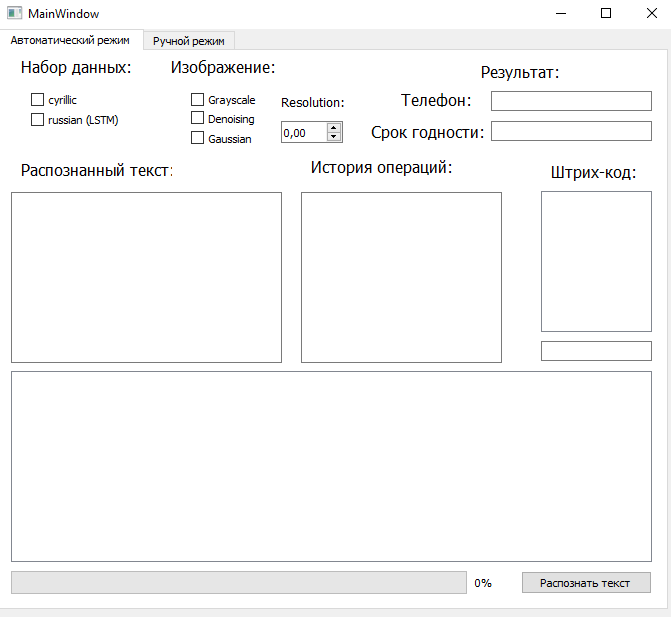 MainWindow
Автоматический режим
Ручной режим
Набор данных:
Изображение:
Результат:
cyrillic
russian (LSTM)
Grayscale
Denoising
Gaussian
Resolution:
0,00
Телефон:
Срок годности:
Распознанный текст:
История операций:
Штрих-код:
0%
Распознать текст